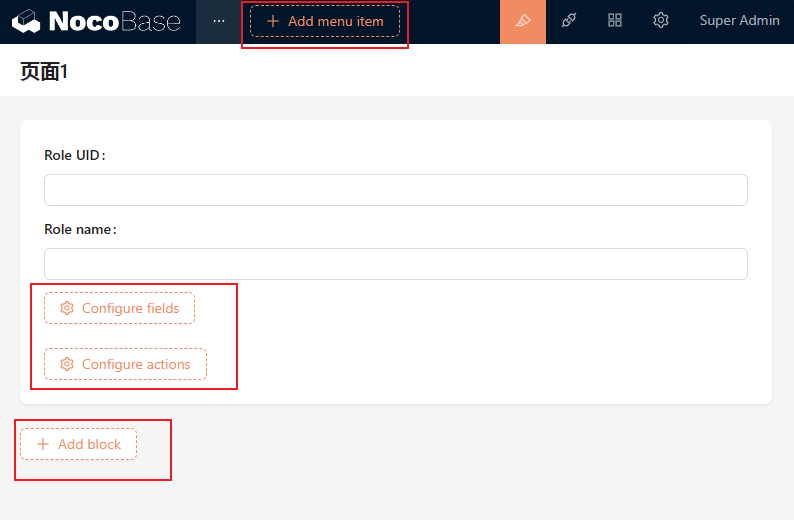 NocoBase ··· + Add menu item Super Admin
页面1
Role UID:
Role name:
Configure fields
Configure actions
+ Add block